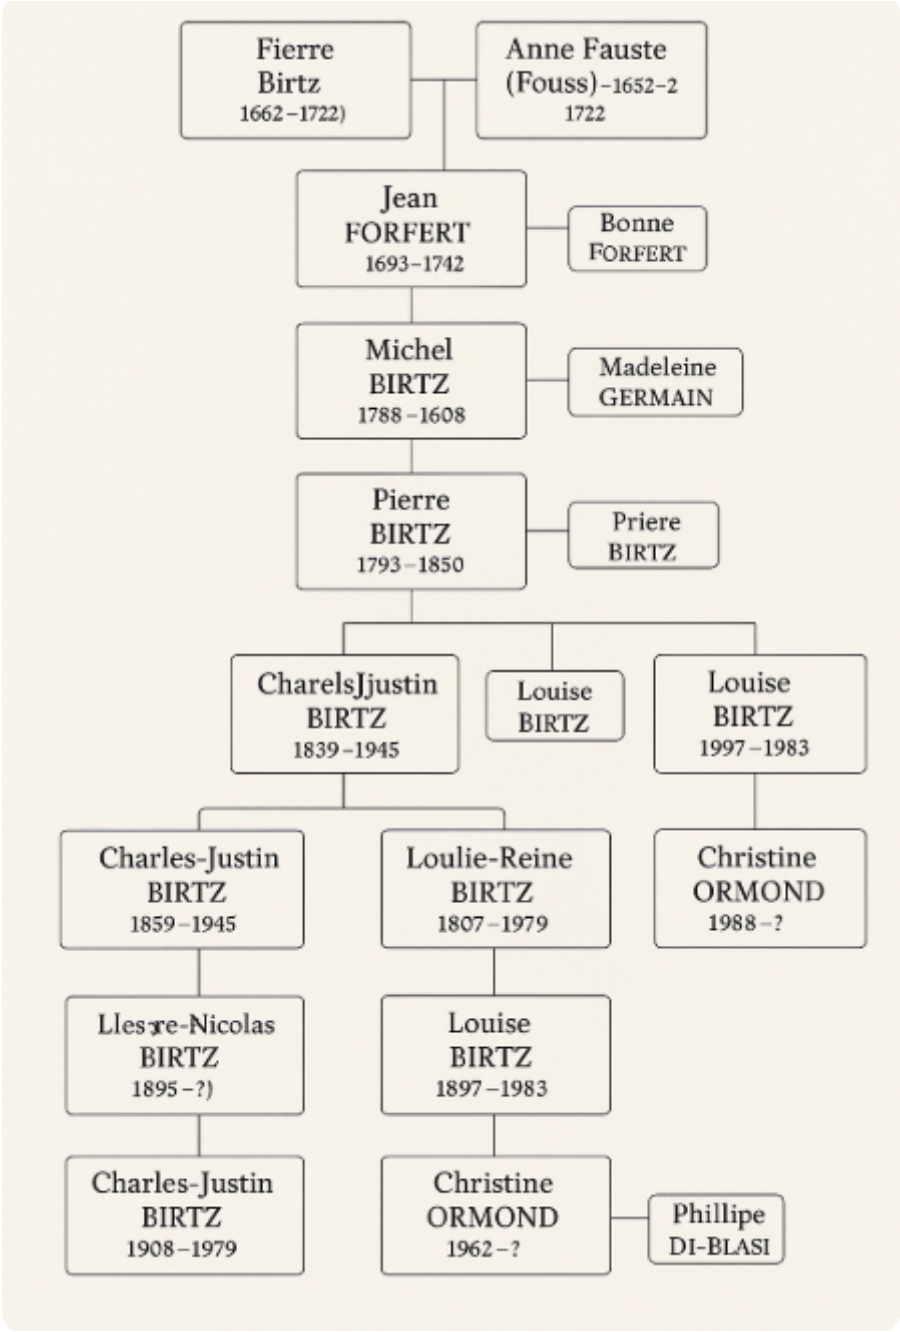 Fierre
Birtz
1662–1722)
Anne Fauste
(Fouss)–1652–2
1722
Jean
FORFERT
1693–1742
Bonne
FORFERT
Michel
BIRTZ
1788–1608
Madeleine
GERMAIN
Pierre
BIRTZ
1793–1850
Priere
BIRTZ
CharelsJjustin
BIRTZ
1839–1945
Louise
BIRTZ
Louise
BIRTZ
1997–1983
Charles-Justin
BIRTZ
1859–1945
Loulie-Reine
BIRTZ
1807–1979
Christine
ORMOND
1988–?
BIRTZ
1895–?)
Louise
BIRTZ
1897–1983
Charles-Justin
BIRTZ
1908–1979
Christine
ORMOND
1962–?
Phillipe
DI-BLASI